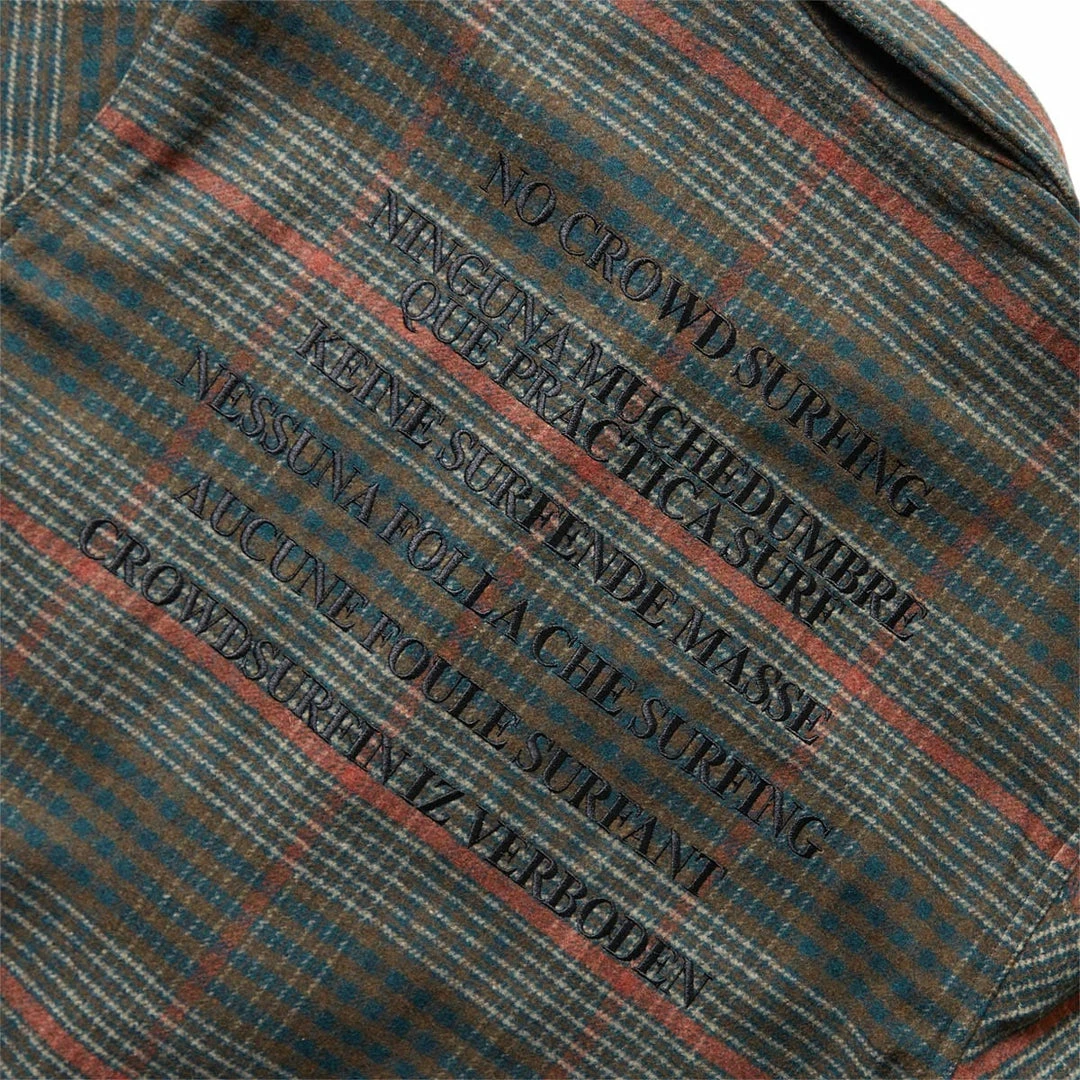 NO CROWD SURFING
NINGUNA MUCHEDUMBRE
QUE PRACTICA SURF
KEINE SURFENDE MASSE
NESSUNA FOLLA CHE SURFING
AUCUNE FOULE SURFANT
CROWDSURFIN IZ VERBODEN